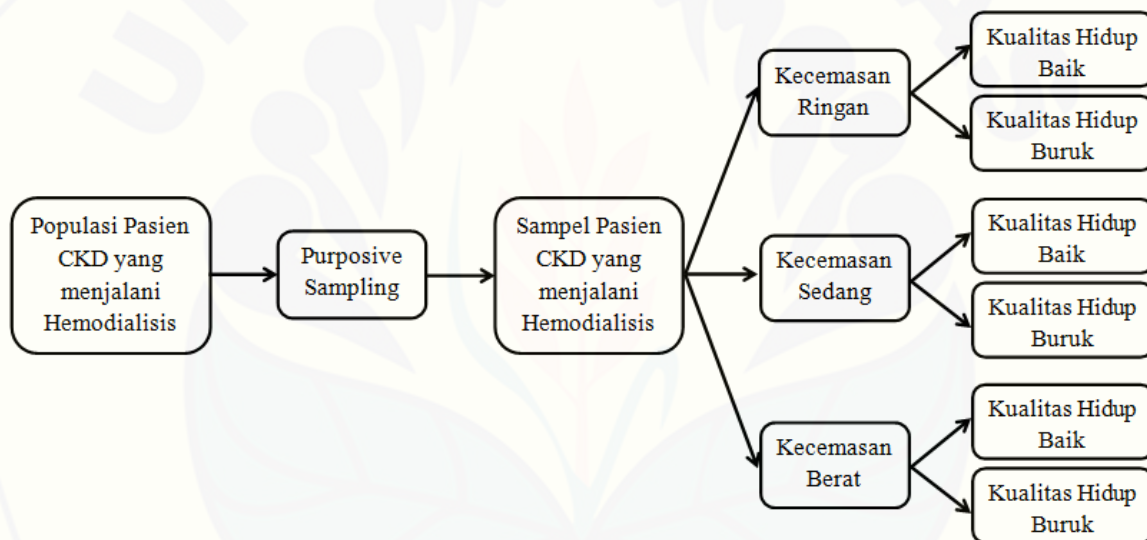 Populasi Pasien
CKD yang
menjalani
Hemodialisis
Purposive
Sampling
Sampel Pasien
CKD yang
menjalani
Hemodialisis
Kecemasan
Ringan
Kualitas Hidup
Baik
Kualitas Hidup
Buruk
Kecemasan
Sedang
Kualitas Hidup
Baik
Kualitas Hidup
Buruk
Kecemasan
Berat
Kualitas Hidup
Baik
Kualitas Hidup
Buruk